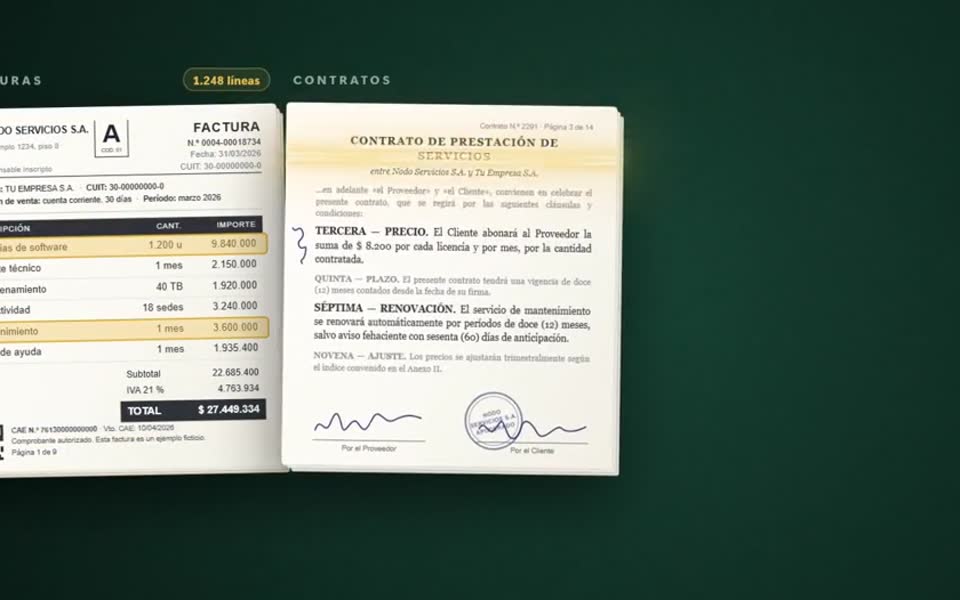 URAS
1.248 líneas
DO SERVICIOS S.A.
mplo 1234, piso 8
nsable inscripto
A
COD. 01
FACTURA
N.º 0004-00018734
Fecha: 31/03/2026
CUIT: 30-00000000-0
: TU EMPRESA S.A. · CUIT: 30-00000000-0
n de venta: cuenta corriente, 30 días · Período: marzo 2026
IPCIÓN CANT. IMPORTE
ias de software 1.200 u 9.840.000
e técnico 1 mes 2.150.000
enamiento 40 TB 1.920.000
tividad 18 sedes 3.240.000
nimiento 1 mes 3.600.000
de ayuda 1 mes 1.935.400
Subtotal 22.685.400
IVA 21 % 4.763.934
TOTAL $ 27.449.334
CAE N.º 76130000000000 · Vto. CAE: 10/04/2026
Comprobante autorizado. Esta factura es un ejemplo ficticio.
Página 1 de 9
CONTRATOS
Contrato N.º 2291 · Página 3 de 14
CONTRATO DE PRESTACIÓN DE
SERVICIOS
entre Nodo Servicios S.A. y Tu Empresa S.A.
...en adelante «el Proveedor» y «el Cliente», convienen en celebrar el
presente contrato, que se regirá por las siguientes cláusulas y
condiciones:
TERCERA — PRECIO. El Cliente abonará al Proveedor la
suma de $ 8.200 por cada licencia y por mes, por la cantidad
contratada.
QUINTA — PLAZO. El presente contrato tendrá una vigencia de doce
(12) meses contados desde la fecha de su firma.
SÉPTIMA — RENOVACIÓN. El servicio de mantenimiento
se renovará automáticamente por períodos de doce (12) meses,
salvo aviso fehaciente con sesenta (60) días de anticipación.
NOVENA — AJUSTE. Los precios se ajustarán trimestralmente según
el índice convenido en el Anexo II.
NODO
SERVICIOS S.A.
Por el Proveedor
Por el Cliente